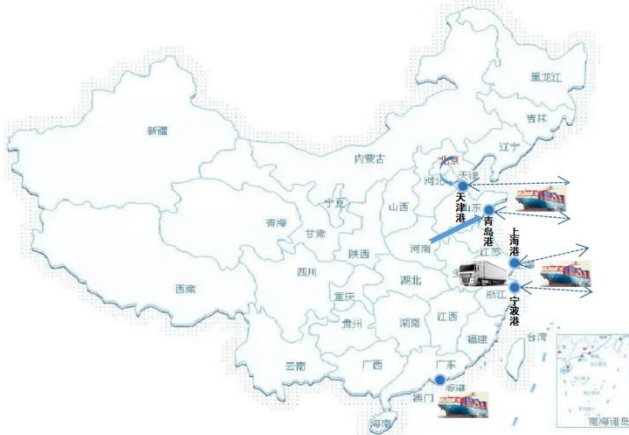 黑龙江
吉林
辽宁
新疆
内蒙古
北京
天津
河北
天津港
山东
青岛港
山西
宁夏
青海
甘肃
陕西
河南
江苏
上海港
西藏
四川
重庆
湖北
浙江
宁波港
贵州
湖南
江西
福建
台湾
云南
广西
广东
香港
澳门
海南
南海诸岛